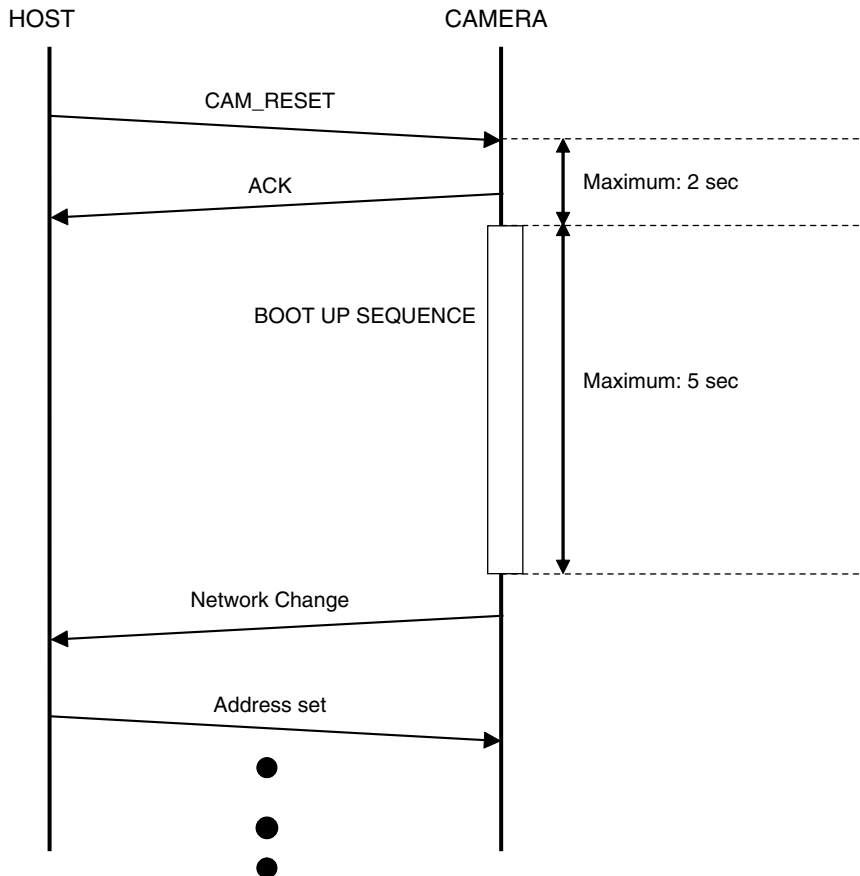 HOST
CAMERA
CAM_RESET
ACK
Maximum: 2 sec
BOOT UP SEQUENCE
Maximum: 5 sec
Network Change
Address set